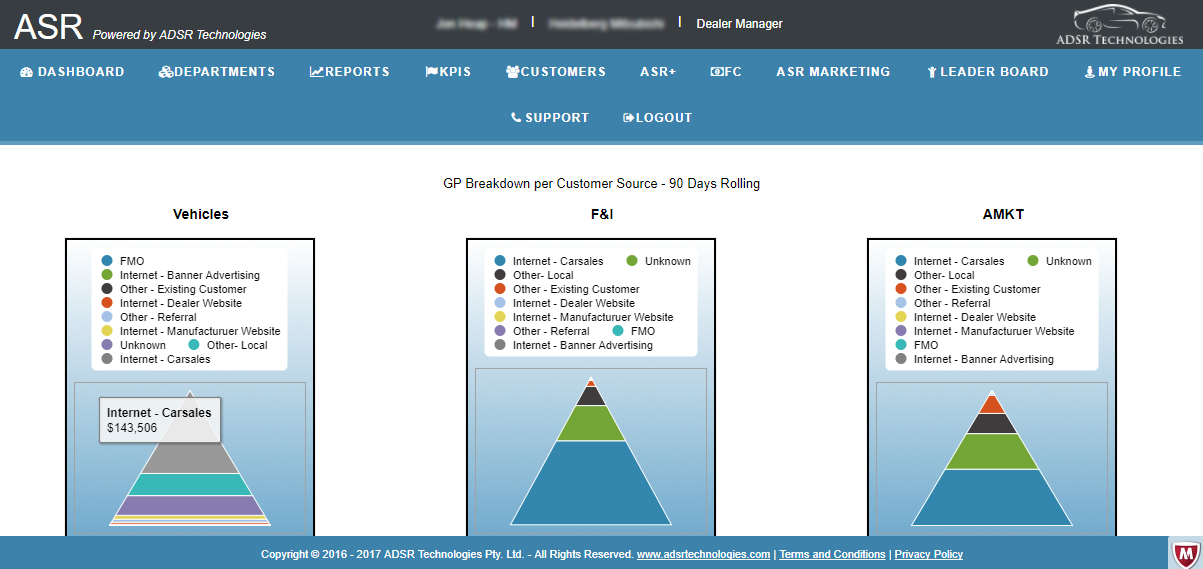 ASR Powered by ADSR Technologies
| | Dealer Manager
ADSR TECHNOLOGIES
DASHBOARD DEPARTMENTS REPORTS KPIS CUSTOMERS ASR+ FC ASR MARKETING LEADER BOARD MY PROFILE
SUPPORT LOGOUT
GP Breakdown per Customer Source - 90 Days Rolling
Vehicles
FMO
Internet - Banner Advertising
Other - Existing Customer
Internet - Dealer Website
Other - Referral
Internet - Manufacturuer Website
Unknown Other- Local
Internet - Carsales
Internet - Carsales
$143,506
F&I
Internet - Carsales Unknown
Other- Local
Other - Existing Customer
Internet - Dealer Website
Internet - Manufacturuer Website
Other - Referral FMO
Internet - Banner Advertising
AMKT
Internet - Carsales Unknown
Other- Local
Other - Existing Customer
Other - Referral
Internet - Dealer Website
Internet - Manufacturuer Website
FMO
Internet - Banner Advertising
Copyright © 2016 - 2017 ADSR Technologies Pty. Ltd. - All Rights Reserved. www.adsrtechnologies.com | Terms and Conditions | Privacy Policy